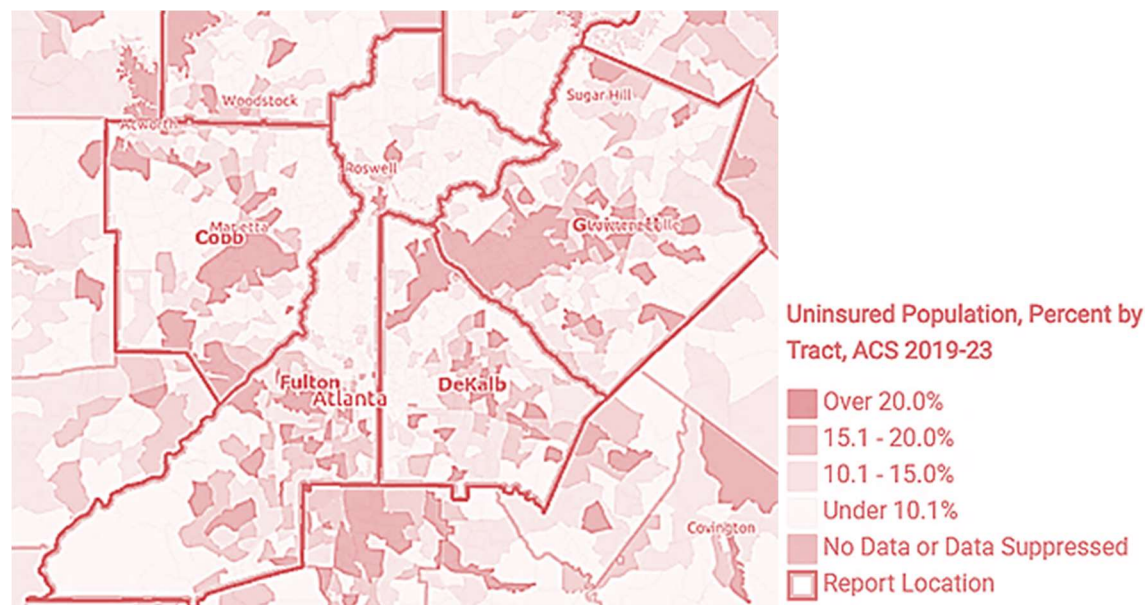 Woodstock
Sugar Hill
Acworth
Roswell
Marietta
Cobb
Fulton
Atlanta
DeKalb
Covington
Uninsured Population, Percent by
Tract, ACS 2019-23
Over 20.0%
15.1 - 20.0%
10.1 - 15.0%
Under 10.1%
No Data or Data Suppressed
Report Location